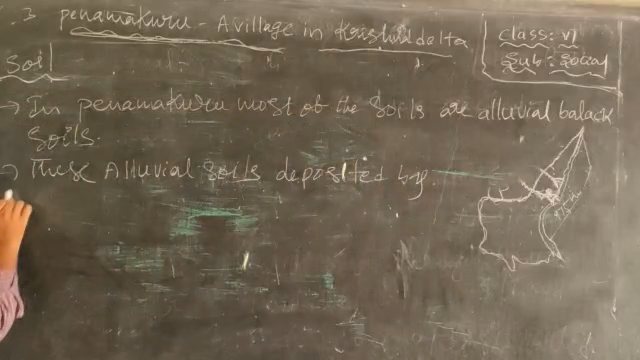 3 penamakuru - A village in Krishna delta
class: VI
Sub: Social
Soil
→ In penamakuru most of the Soils are alluvial balack
Soils.
→ These Alluvial Soils deposited by.